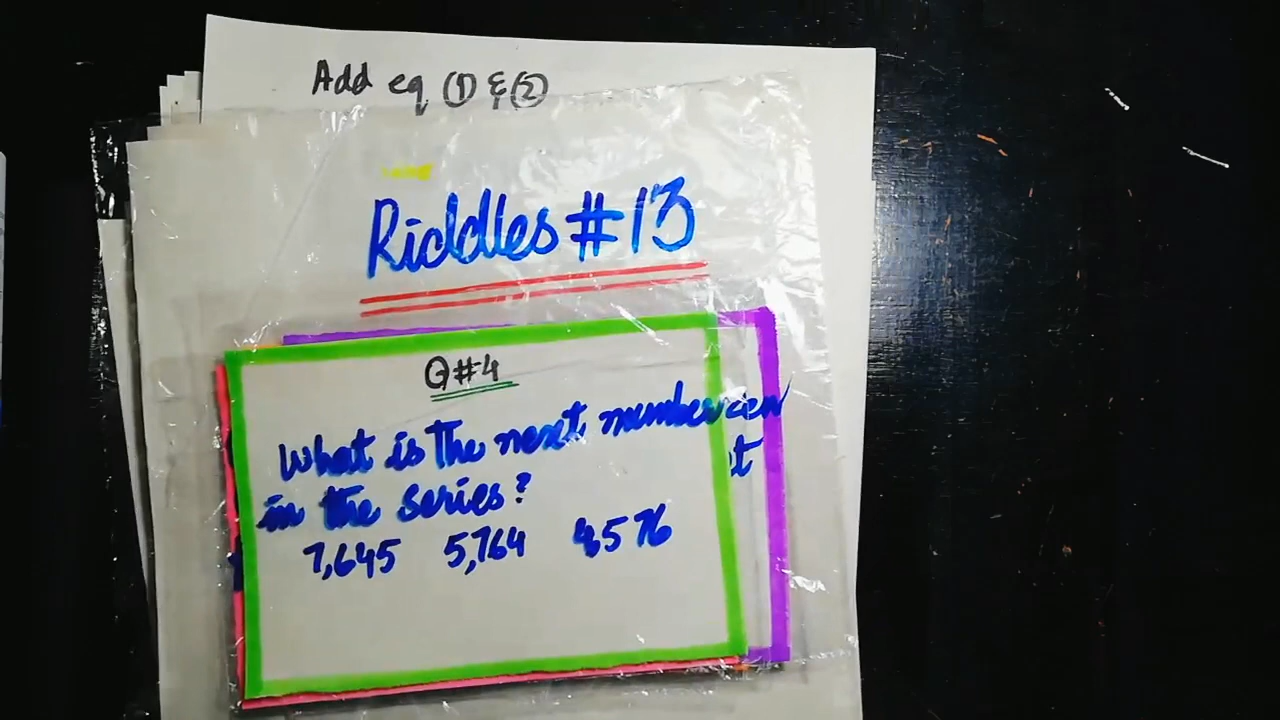 Add eq ① & ②
Riddles #13
Q#4
What is the next number
in the series?
7,645 5,764 4,576